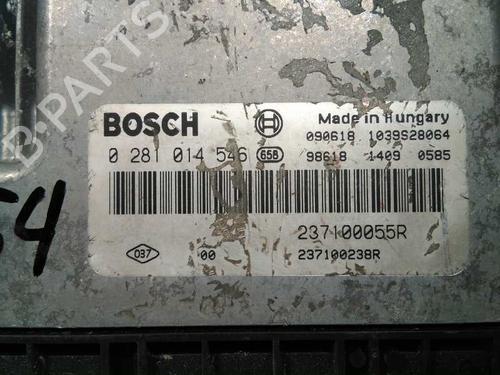 B-PARTS
BOSCH
Made in Hungary
090618 1039S28064
0 281 014 546 658
98618 1409 0585
237100055R
037
00
237100238R
54